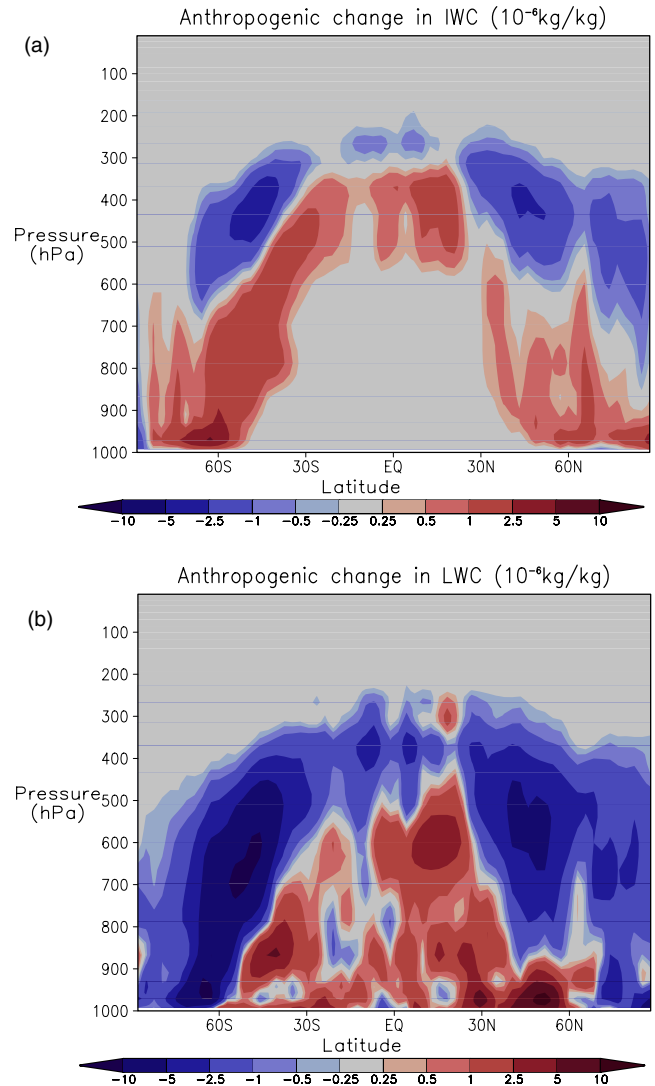 Anthropogenic change in IWC (10⁻⁶kg/kg)
(a)
100
200
300
400
Pressure
(hPa)
500
600
700
800
900
1000
60S 30S EQ 30N 60N
Latitude
-10 -5 -2.5 -1 -0.5 -0.25 0.25 0.5 1 2.5 5 10
Anthropogenic change in LWC (10⁻⁶kg/kg)
(b)
100
200
300
400
Pressure
(hPa)
500
600
700
800
900
1000
60S 30S EQ 30N 60N
Latitude
-10 -5 -2.5 -1 -0.5 -0.25 0.25 0.5 1 2.5 5 10